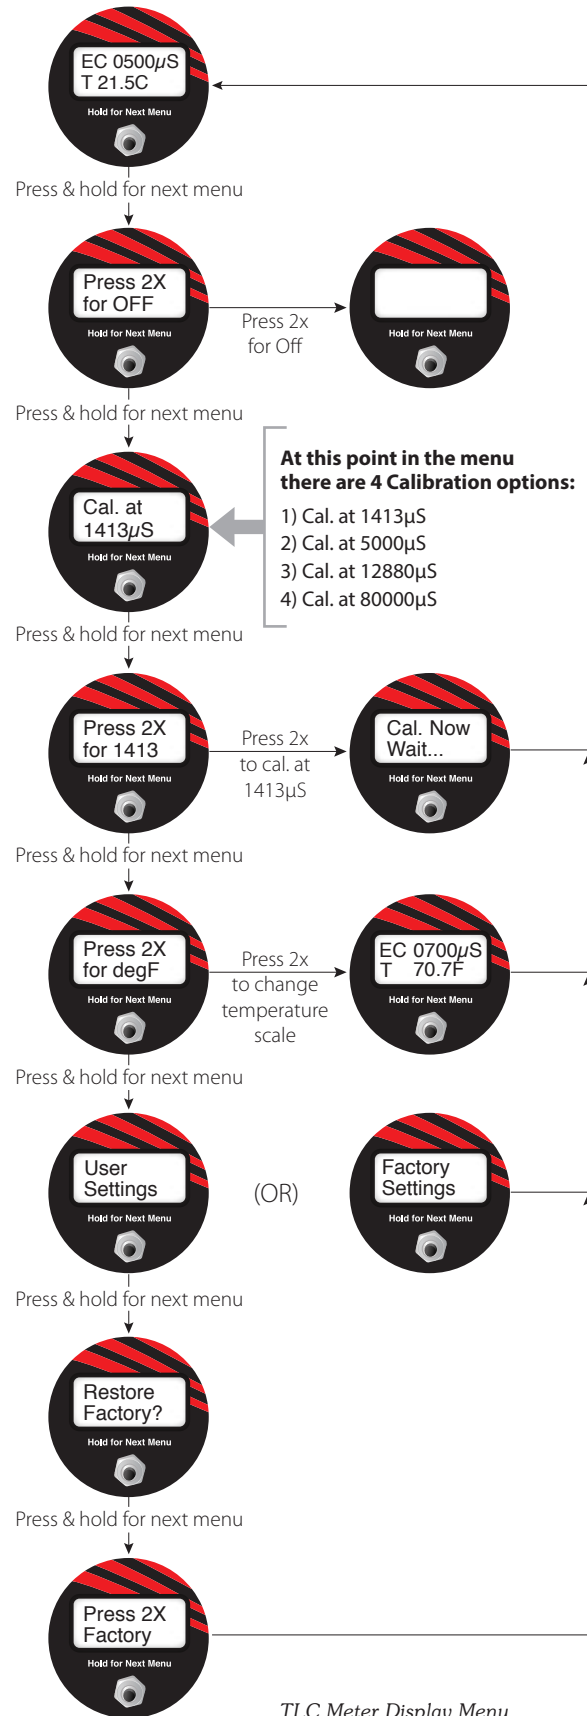 EC 0500µS
T 21.5C
Hold for Next Menu
Press & hold for next menu
Press 2X
for OFF
Hold for Next Menu
Press 2x
for Off
Hold for Next Menu
Press & hold for next menu
Cal. at
1413µS
Hold for Next Menu
At this point in the menu
there are 4 Calibration options:
1) Cal. at 1413µS
2) Cal. at 5000µS
3) Cal. at 12880µS
4) Cal. at 80000µS
Press & hold for next menu
Press 2X
for 1413
Hold for Next Menu
Press 2x
to cal. at
1413µS
Cal. Now
Wait...
Hold for Next Menu
Press & hold for next menu
Press 2X
for degF
Hold for Next Menu
Press 2x
to change
temperature
scale
EC 0700µS
T 70.7F
Hold for Next Menu
Press & hold for next menu
User
Settings
Hold for Next Menu
(OR)
Factory
Settings
Hold for Next Menu
Press & hold for next menu
Restore
Factory?
Hold for Next Menu
Press & hold for next menu
Press 2X
Factory
Hold for Next Menu
TLC Meter Display Menu